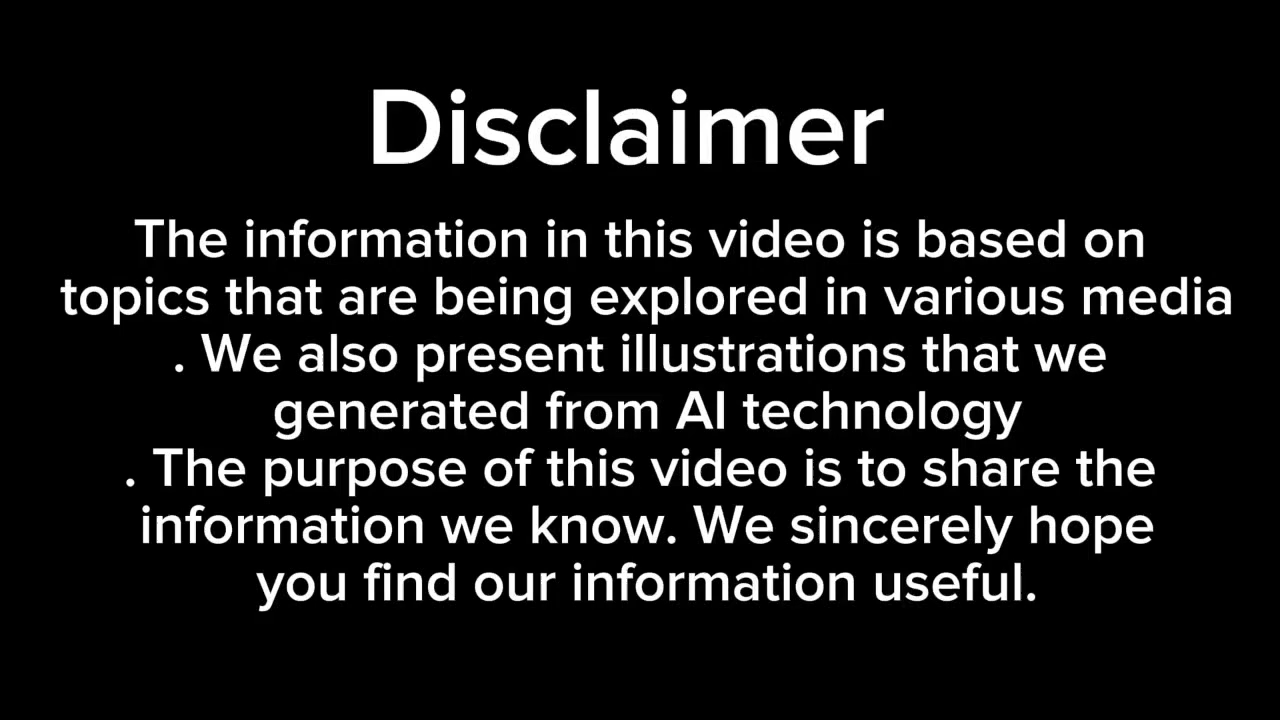 Disclaimer
The information in this video is based on
topics that are being explored in various media
. We also present illustrations that we
generated from AI technology
. The purpose of this video is to share the
information we know. We sincerely hope
you find our information useful.